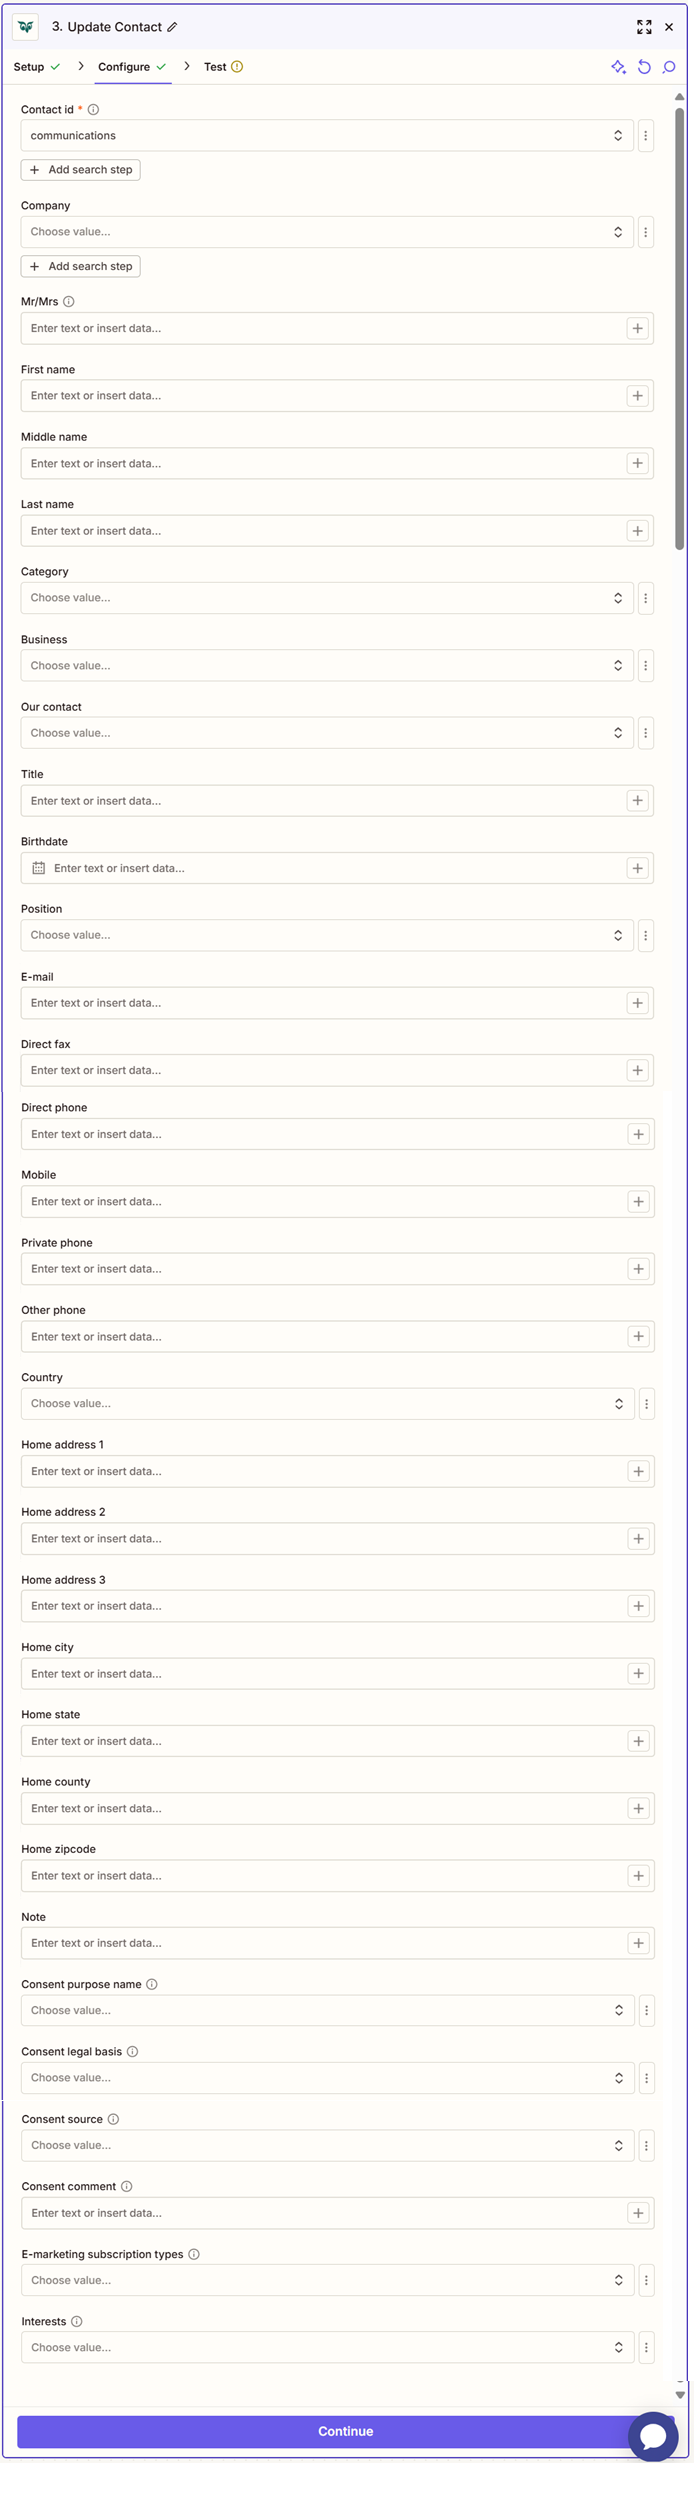 3. Update Contact
Setup
Configure
Test
Contact id *
communications
Add search step
Company
Choose value...
Add search step
Mr/Mrs
Enter text or insert data...
First name
Enter text or insert data...
Middle name
Enter text or insert data...
Last name
Enter text or insert data...
Category
Choose value...
Business
Choose value...
Our contact
Choose value...
Title
Enter text or insert data...
Birthdate
Enter text or insert data...
Position
Choose value...
E-mail
Enter text or insert data...
Direct fax
Enter text or insert data...
Direct phone
Enter text or insert data...
Mobile
Enter text or insert data...
Private phone
Enter text or insert data...
Other phone
Enter text or insert data...
Country
Choose value...
Home address 1
Enter text or insert data...
Home address 2
Enter text or insert data...
Home address 3
Enter text or insert data...
Home city
Enter text or insert data...
Home state
Enter text or insert data...
Home county
Enter text or insert data...
Home zipcode
Enter text or insert data...
Note
Enter text or insert data...
Consent purpose name
Choose value...
Consent legal basis
Choose value...
Consent source
Choose value...
Consent comment
Enter text or insert data...
E-marketing subscription types
Choose value...
Interests
Choose value...
Continue